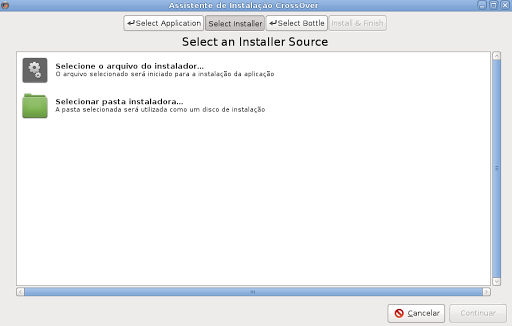 Assistente de Instalação CrossOver
Select Application Select Installer Select Bottle Install & Finish
Select an Installer Source
Selecione o arquivo do instalador...
O arquivo selecionado será iniciado para a instalação da aplicação
Selecionar pasta instaladora...
A pasta selecionada será utilizada como um disco de instalação
Cancelar Continuar